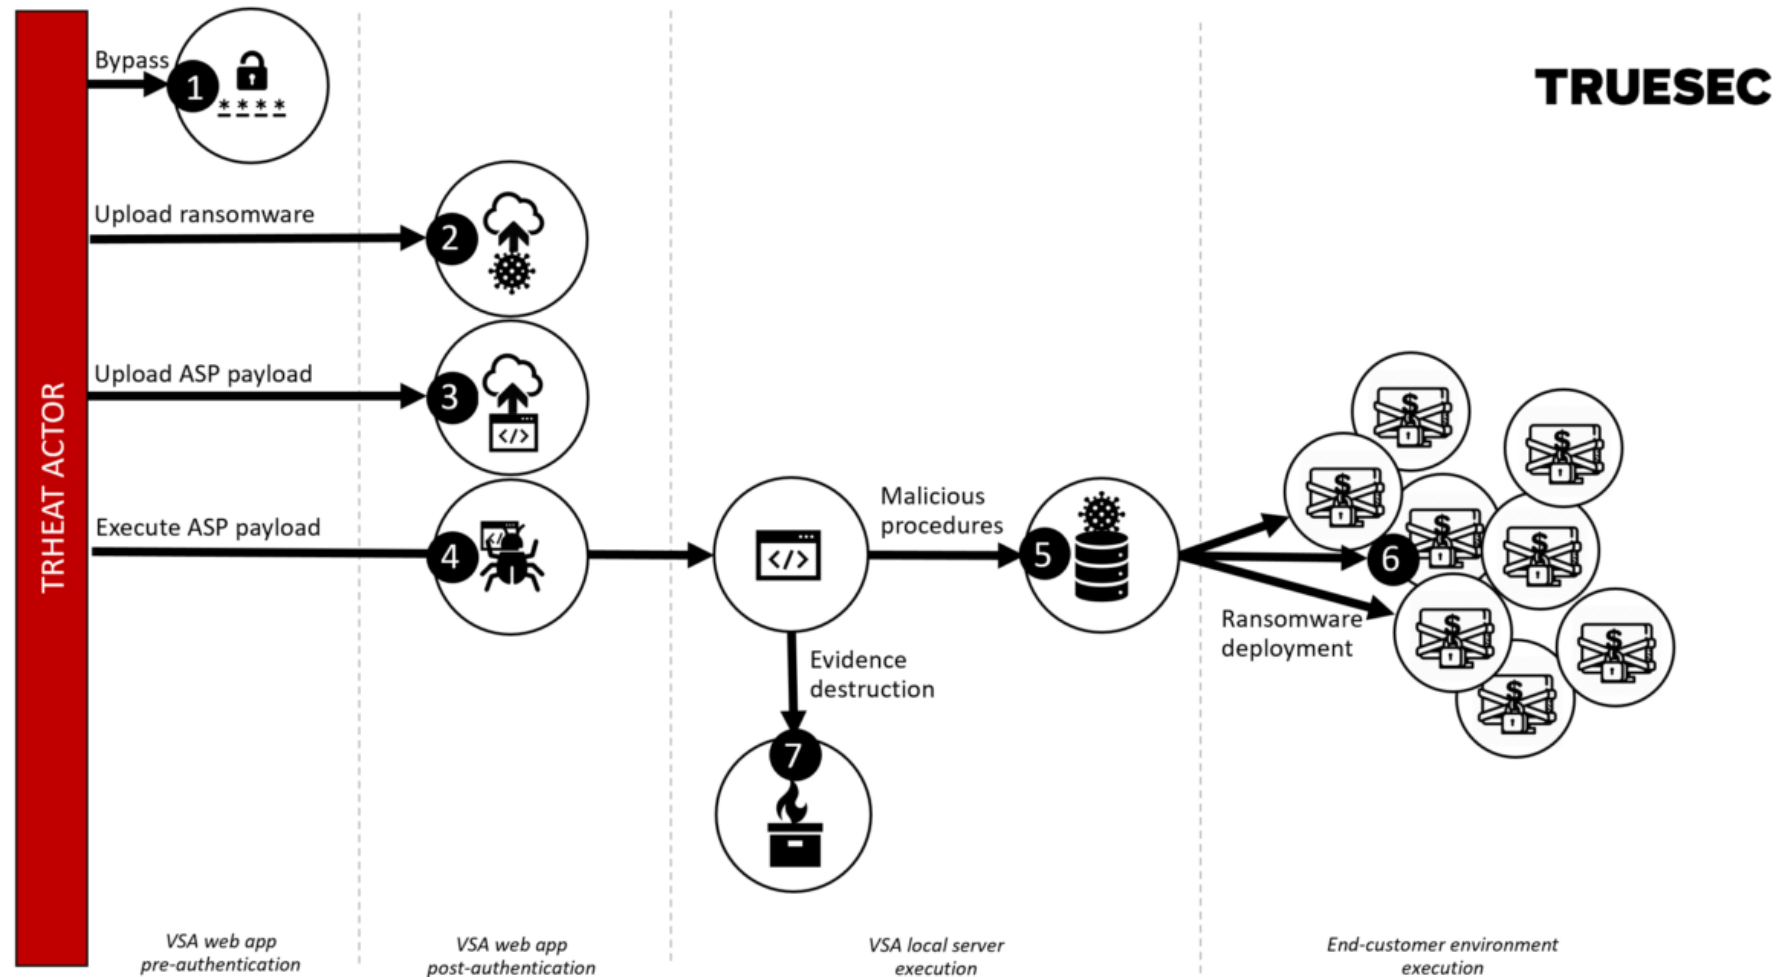 TRUESEC
TRHEAT ACTOR
Bypass
1
* * * *
Upload ransomware
2
Upload ASP payload
3
</>
Execute ASP payload
4
</>
</>
Malicious
procedures
5
6
Ransomware
deployment
$
$
$
$
$
$
$
$
Evidence
destruction
7
VSA web app
pre-authentication
VSA web app
post-authentication
VSA local server
execution
End-customer environment
execution